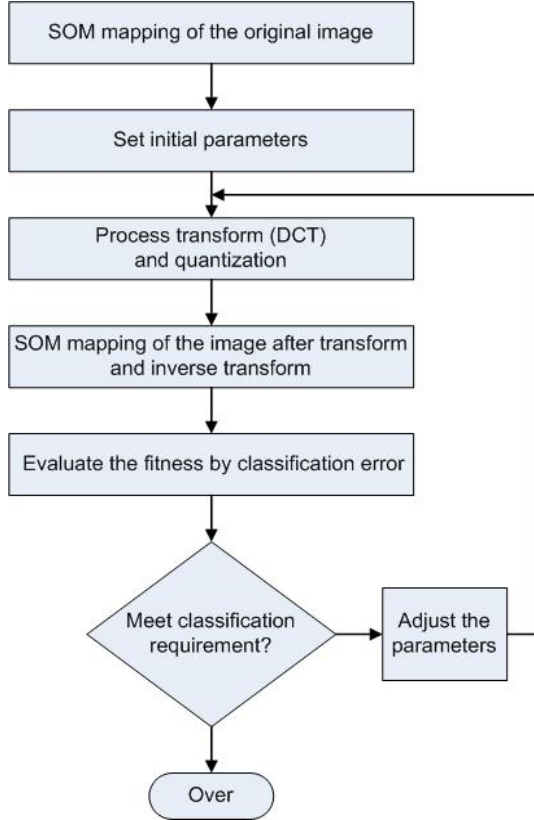 SOM mapping of the original image
Set initial parameters
Process transform (DCT)
and quantization
SOM mapping of the image after transform
and inverse transform
Evaluate the fitness by classification error
Meet classification
requirement?
Adjust the
parameters
Over